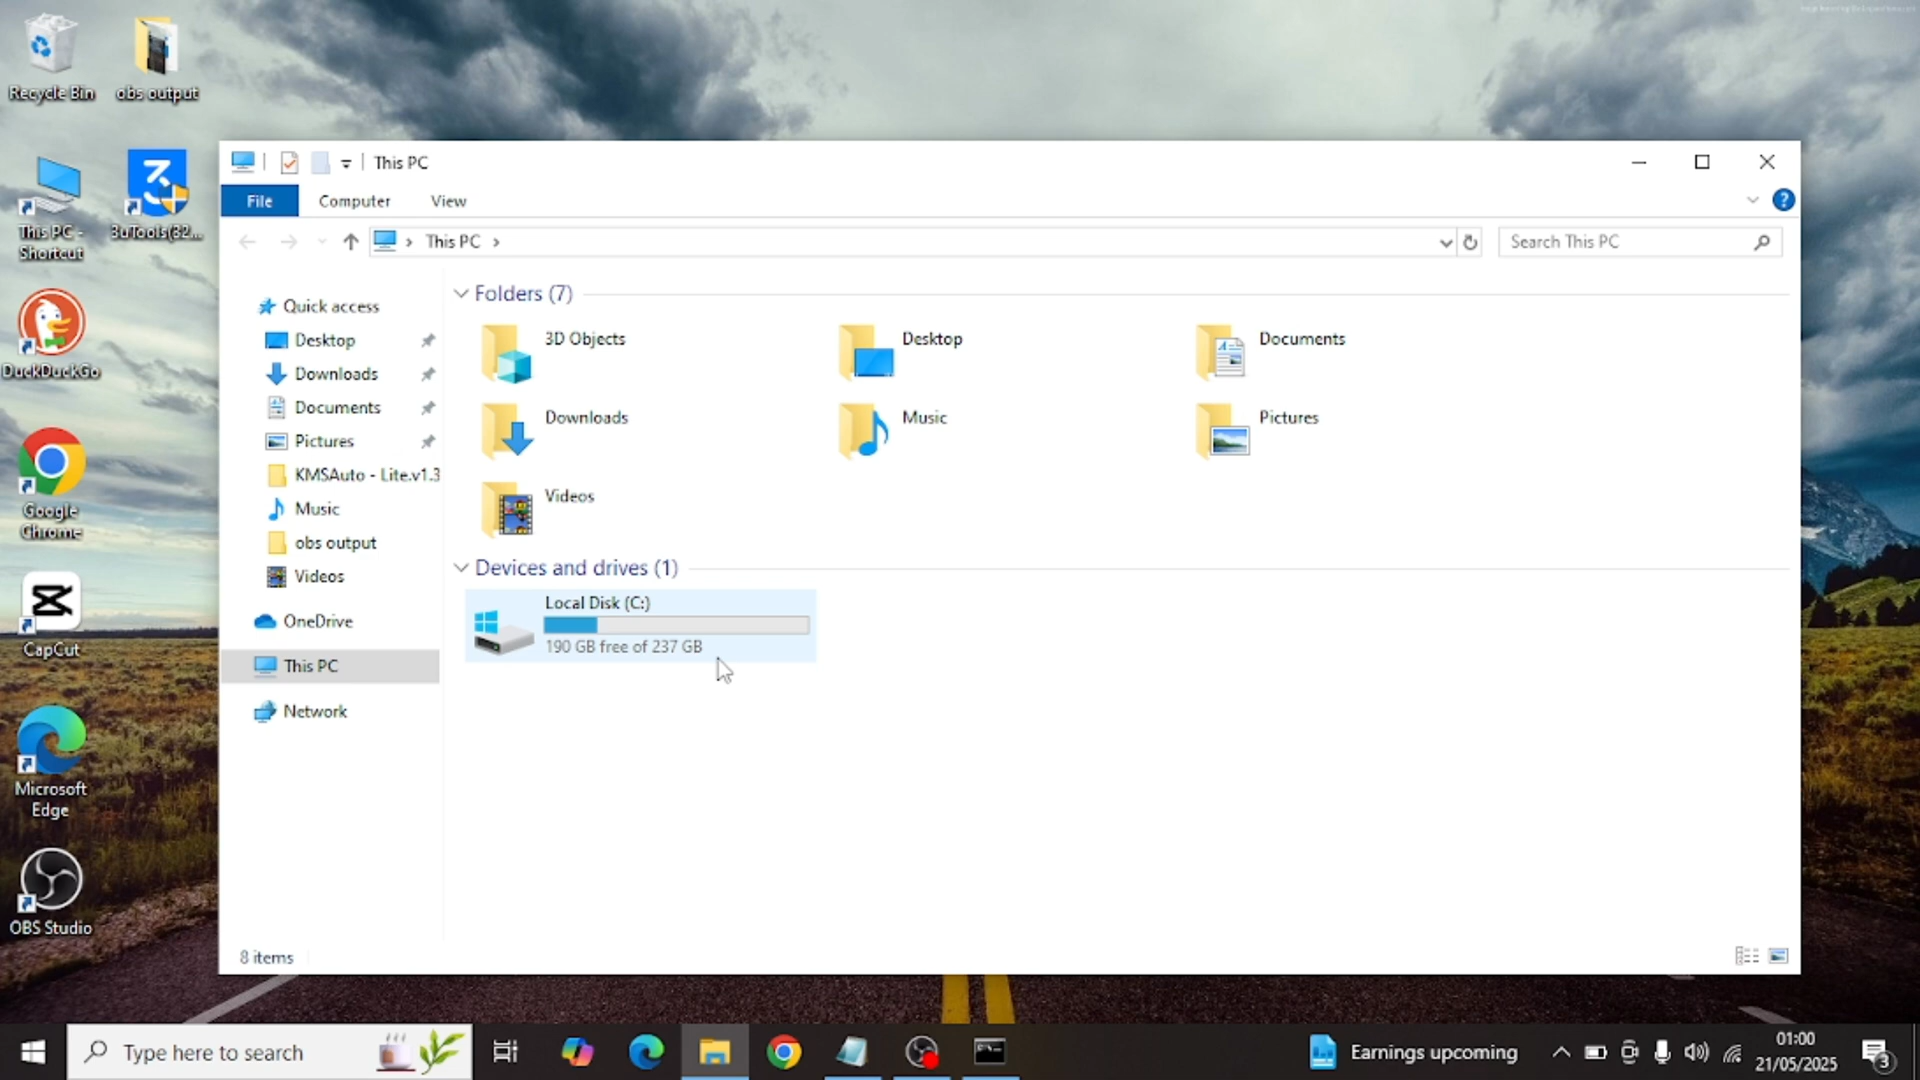 Recycle Bin
obs output
This PC -
Shortcut
3uTools(32...
DuckDuckGo
Google
Chrome
CapCut
Microsoft
Edge
OBS Studio
This PC
File
Computer
View
This PC
Search This PC
Quick access
Desktop
Downloads
Documents
Pictures
KMSAuto - Lite.v1.3
Music
obs output
Videos
OneDrive
This PC
Network
Folders (7)
3D Objects
Desktop
Documents
Downloads
Music
Pictures
Videos
Devices and drives (1)
Local Disk (C:)
190 GB free of 237 GB
8 items
Type here to search
Earnings upcoming
01:00
21/05/2025
3